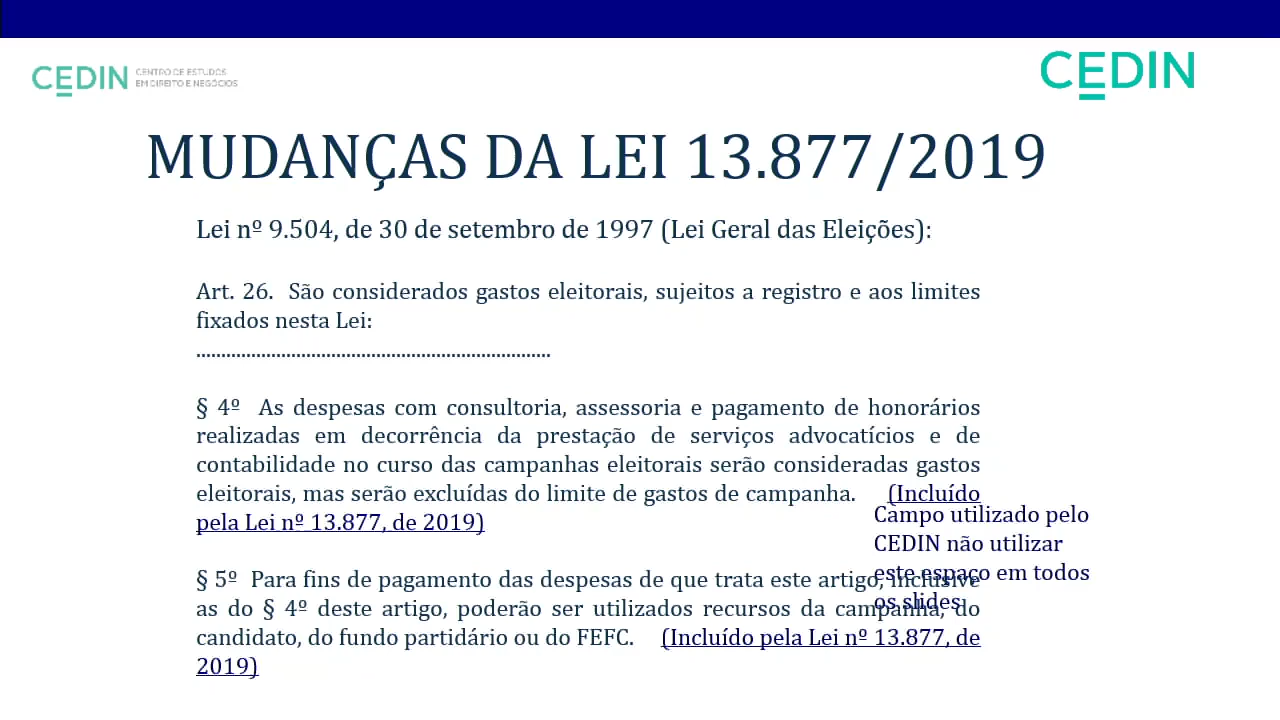 CEDIN CENTRO DE ESTUDOS
EM DIREITO E NEGÓCIOS
CEDIN
MUDANÇAS DA LEI 13.877/2019
Lei nº 9.504, de 30 de setembro de 1997 (Lei Geral das Eleições):
Art. 26. São considerados gastos eleitorais, sujeitos a registro e aos limites
fixados nesta Lei:
.......................................................................
§ 4º As despesas com consultoria, assessoria e pagamento de honorários
realizadas em decorrência da prestação de serviços advocatícios e de
contabilidade no curso das campanhas eleitorais serão consideradas gastos
eleitorais, mas serão excluídas do limite de gastos de campanha. (Incluído
pela Lei nº 13.877, de 2019)
§ 5º Para fins de pagamento das despesas de que trata este artigo, inclusive
as do § 4º deste artigo, poderão ser utilizados recursos da campanha, do
candidato, do fundo partidário ou do FEFC. (Incluído pela Lei nº 13.877, de
2019)
Campo utilizado pelo
CEDIN não utilizar
este espaço em todos
os slides